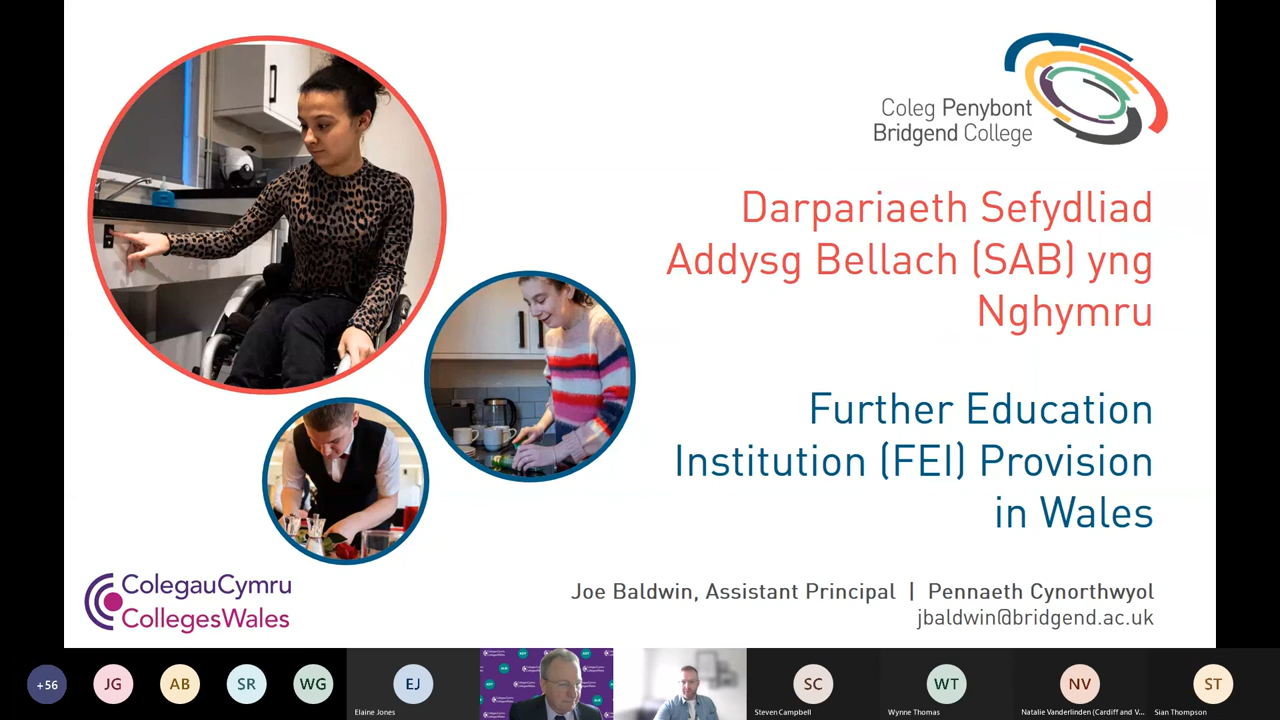 Coleg Penybont
Bridgend College
Darpariaeth Sefydliad
Addysg Bellach (SAB) yng
Nghymru
Further Education
Institution (FEI) Provision
in Wales
Joe Baldwin, Assistant Principal | Pennaeth Cynorthwyol
jbaldwin@bridgend.ac.uk
ColegauCymru
CollegesWales
+56
JG
AB
SR
WG
EJ
Elaine Jones
SC
Steven Campbell
WT
Wynne Thomas
NV
Natalie Vanderlinden (Cardiff and V...
ST
Sian Thompson